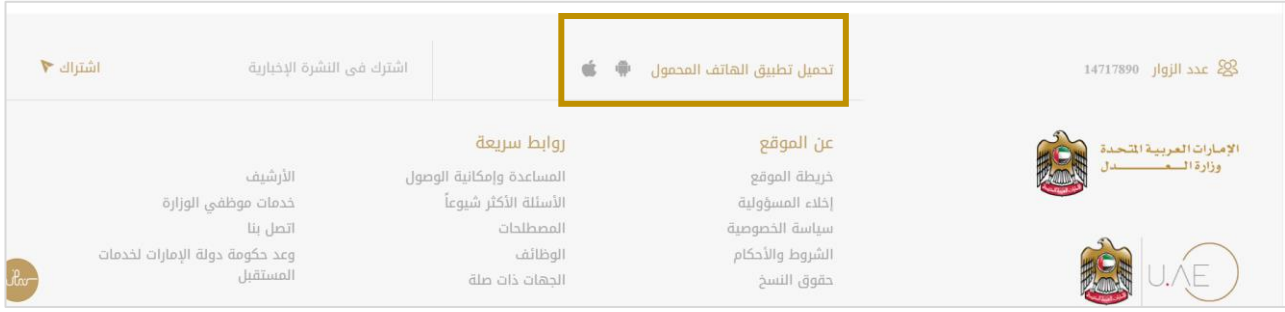 عدد الزوار 14717890
تحميل تطبيق الهاتف المحمول
اشترك في النشرة الإخبارية
اشتراك
الإمارات العربية المتحدة
وزارة الـعـــــدل
U.AE
عن الموقع
خريطة الموقع
إخلاء المسؤولية
سياسة الخصوصية
الشروط والأحكام
حقوق النسخ
روابط سريعة
المساعدة وإمكانية الوصول
الأسئلة الأكثر شيوعاً
المصطلحات
الوظائف
الجهات ذات صلة
الأرشيف
خدمات موظفي الوزارة
اتصل بنا
وعد حكومة دولة الإمارات لخدمات
المستقبل